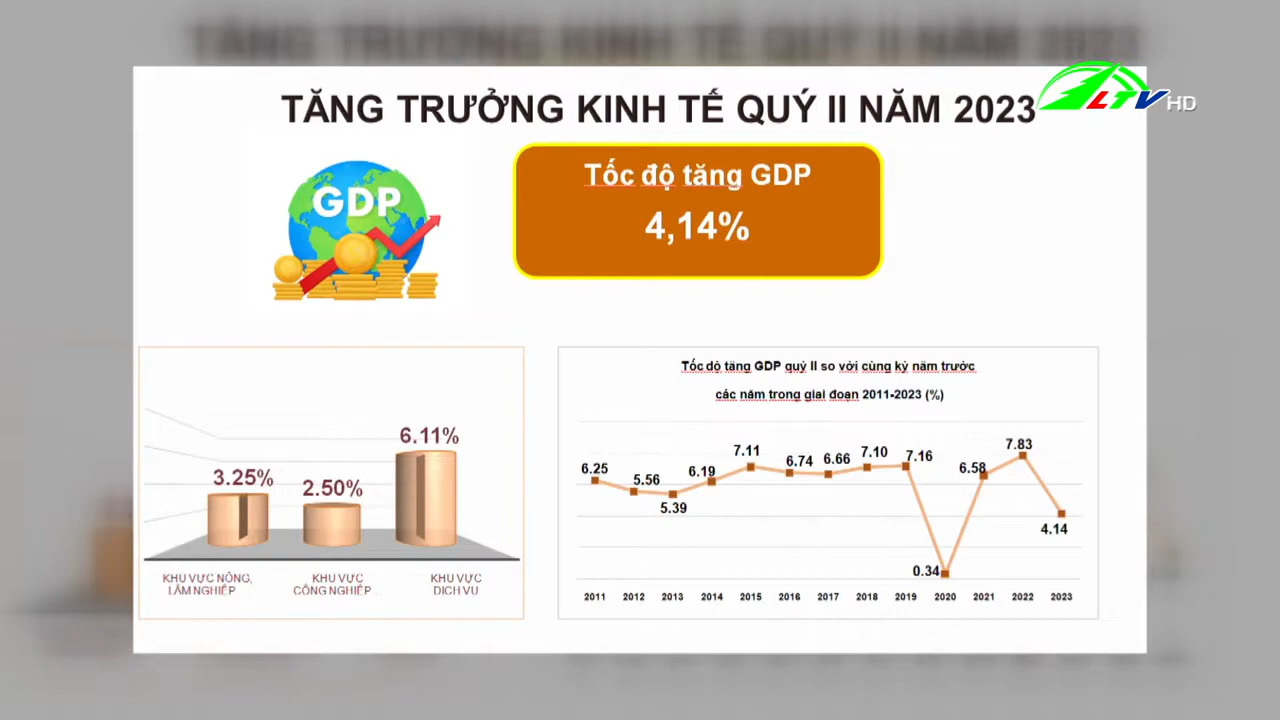 TĂNG TRƯỞNG KINH TẾ QUÝ II NĂM 2023
LTV HD
GDP
Tốc độ tăng GDP
4,14%
3.25%
2.50%
6.11%
KHU VỰC NÔNG,
LÂM NGHIỆP
KHU VỰC
CÔNG NGHIỆP...
KHU VỰC
DỊCH VỤ
Tốc độ tăng GDP quý II so với cùng kỳ năm trước
các năm trong giai đoạn 2011-2023 (%)
6.25 5.56 5.39 6.19 7.11 6.74 6.66 7.10 7.16 0.34 6.58 7.83 4.14
2011 2012 2013 2014 2015 2016 2017 2018 2019 2020 2021 2022 2023